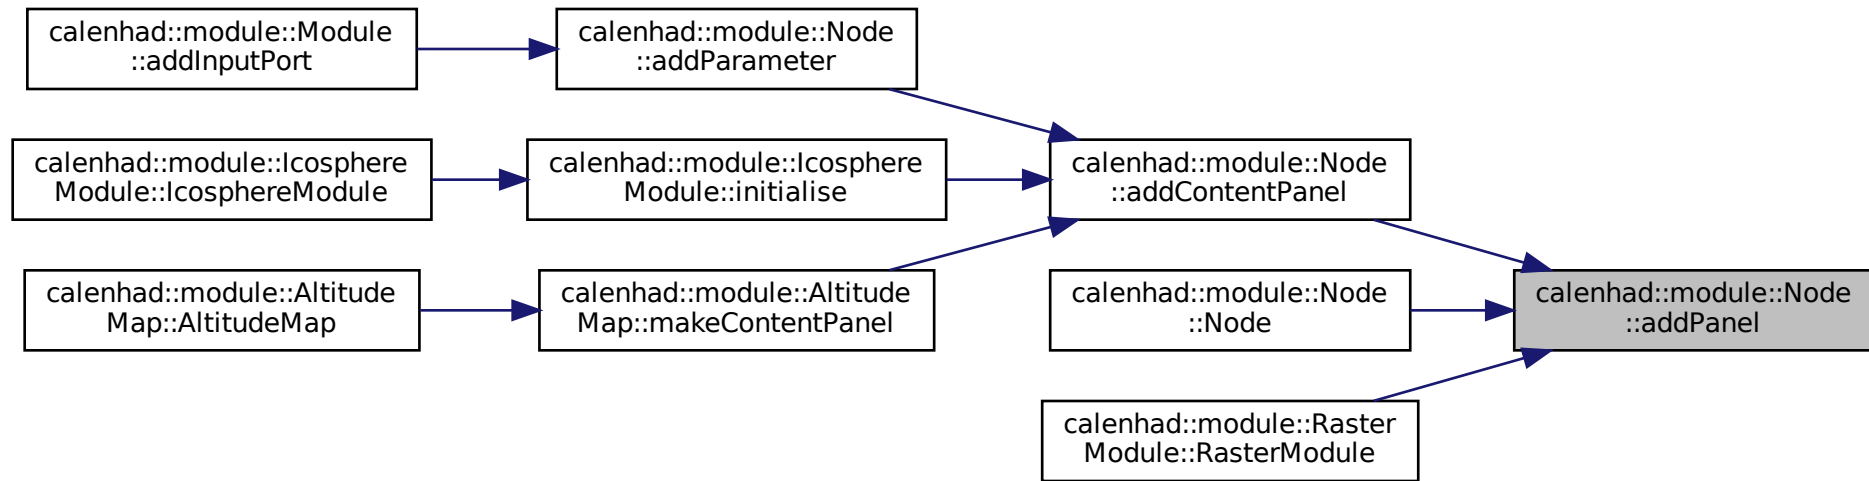 calenhad::module::Module
::addInputPort
calenhad::module::Node
::addParameter
calenhad::module::Icosphere
Module::IcosphereModule
calenhad::module::Icosphere
Module::initialise
calenhad::module::Node
::addContentPanel
calenhad::module::Altitude
Map::AltitudeMap
calenhad::module::Altitude
Map::makeContentPanel
calenhad::module::Node
::Node
calenhad::module::Node
::addPanel
calenhad::module::Raster
Module::RasterModule